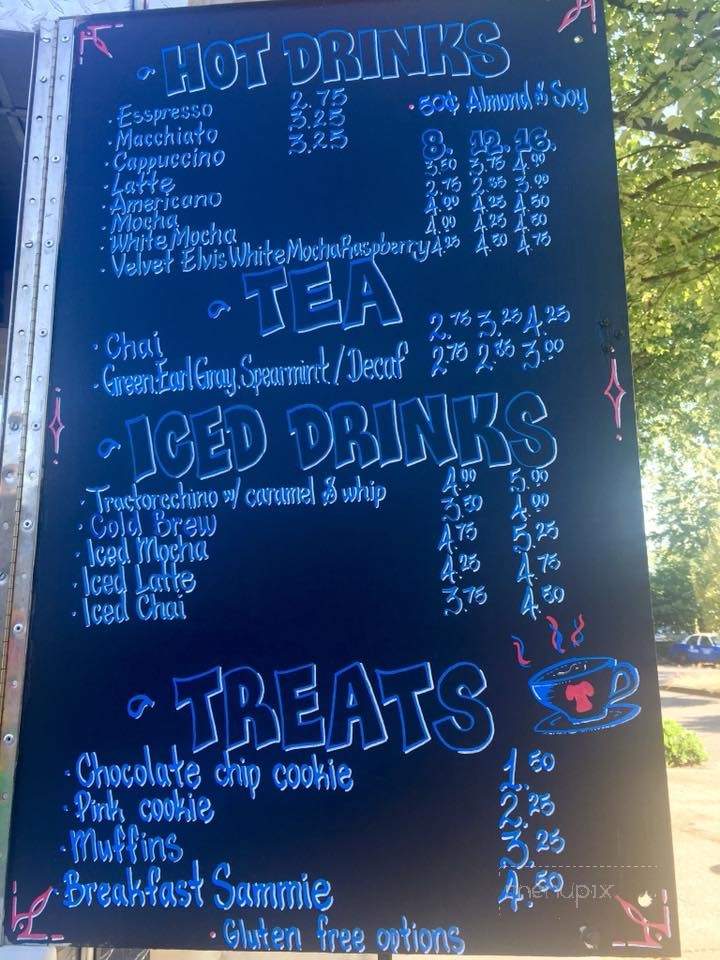 HOT DRINKS
Esspresso 2.75 • 50¢ Almond & Soy
Macchiato 3.25
Cappuccino 3.25 8. 12. 16.
Latte 3.50 3.75 4.00
Americano 2.75 2.85 3.00
Mocha 4.00 4.25 4.50
White Mocha 4.00 4.25 4.50
Velvet Elvis White Mocha Raspberry 4.25 4.50 4.75
TEA
Chai 2.75 3.25 4.25
Green.Earl Gray. Spearmint / Decaf 2.75 2.85 3.00
ICED DRINKS
Tractorcchino w/ caramel & whip 4.00 5.00
Cold Brew 3.50 4.00
Iced Mocha 4.75 5.25
Iced Latte 4.25 4.75
Iced Chai 3.75 4.50
TREATS
Chocolate chip cookie 1.50
Pink cookie 2.25
Muffins 3.25
Breakfast Sammie 4.50
menupix
• Gluten free options